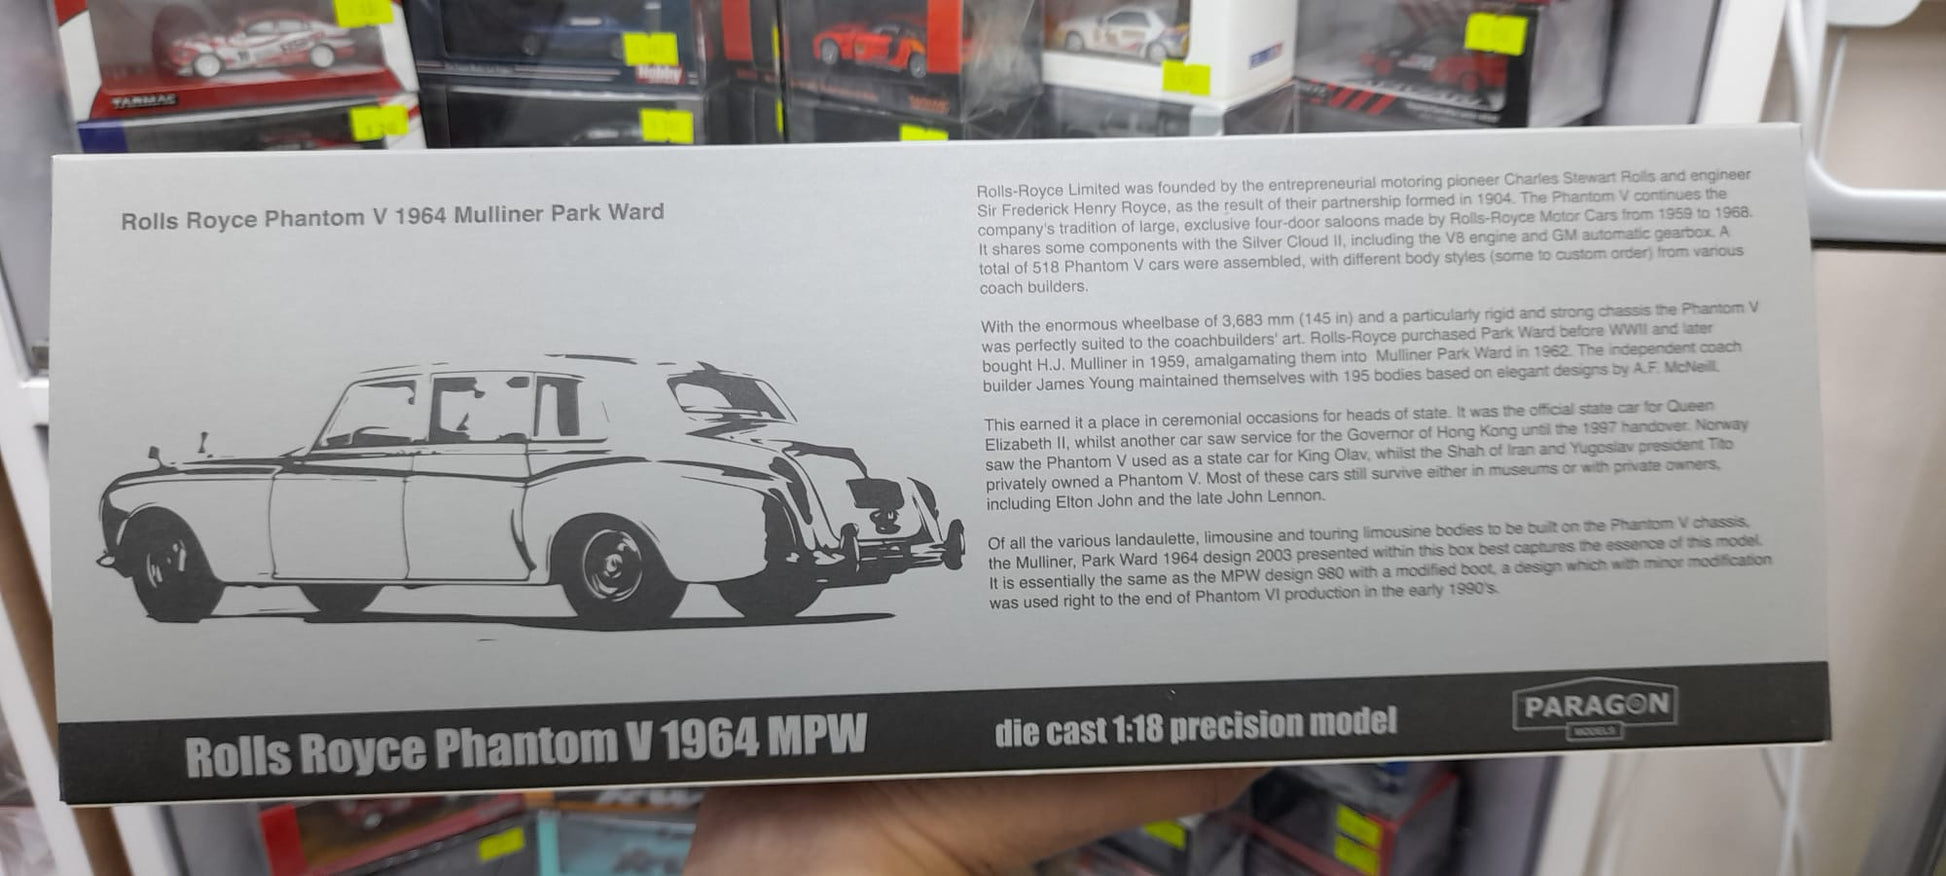 TARMAC
Hobby
Rolls Royce Phantom V 1964 Mulliner Park Ward
Rolls-Royce Limited was founded by the entrepreneurial motoring pioneer Charles Stewart Rolls and engineer
Sir Frederick Henry Royce, as the result of their partnership formed in 1904. The Phantom V continues the
company's tradition of large, exclusive four-door saloons made by Rolls-Royce Motor Cars from 1959 to 1968.
It shares some components with the Silver Cloud II, including the V8 engine and GM automatic gearbox. A
total of 518 Phantom V cars were assembled, with different body styles (some to custom order) from various
coach builders.
With the enormous wheelbase of 3,683 mm (145 in) and a particularly rigid and strong chassis the Phantom V
was perfectly suited to the coachbuilders' art. Rolls-Royce purchased Park Ward before WWII and later
bought H.J. Mulliner in 1959, amalgamating them into Mulliner Park Ward in 1962. The independent coach
builder James Young maintained themselves with 195 bodies based on elegant designs by A.F. McNeill.
This earned it a place in ceremonial occasions for heads of state. It was the official state car for Queen
Elizabeth II, whilst another car saw service for the Governor of Hong Kong until the 1997 handover. Norway
saw the Phantom V used as a state car for King Olav, whilst the Shah of Iran and Yugoslav president Tito
privately owned a Phantom V. Most of these cars still survive either in museums or with private owners,
including Elton John and the late John Lennon.
Of all the various landaulette, limousine and touring limousine bodies to be built on the Phantom V chassis,
the Mulliner, Park Ward 1964 design 2003 presented within this box best captures the essence of this model.
It is essentially the same as the MPW design 980 with a modified boot, a design which with minor modification
was used right to the end of Phantom VI production in the early 1990's.
Rolls Royce Phantom V 1964 MPW
die cast 1:18 precision model
PARAGON
MODELS